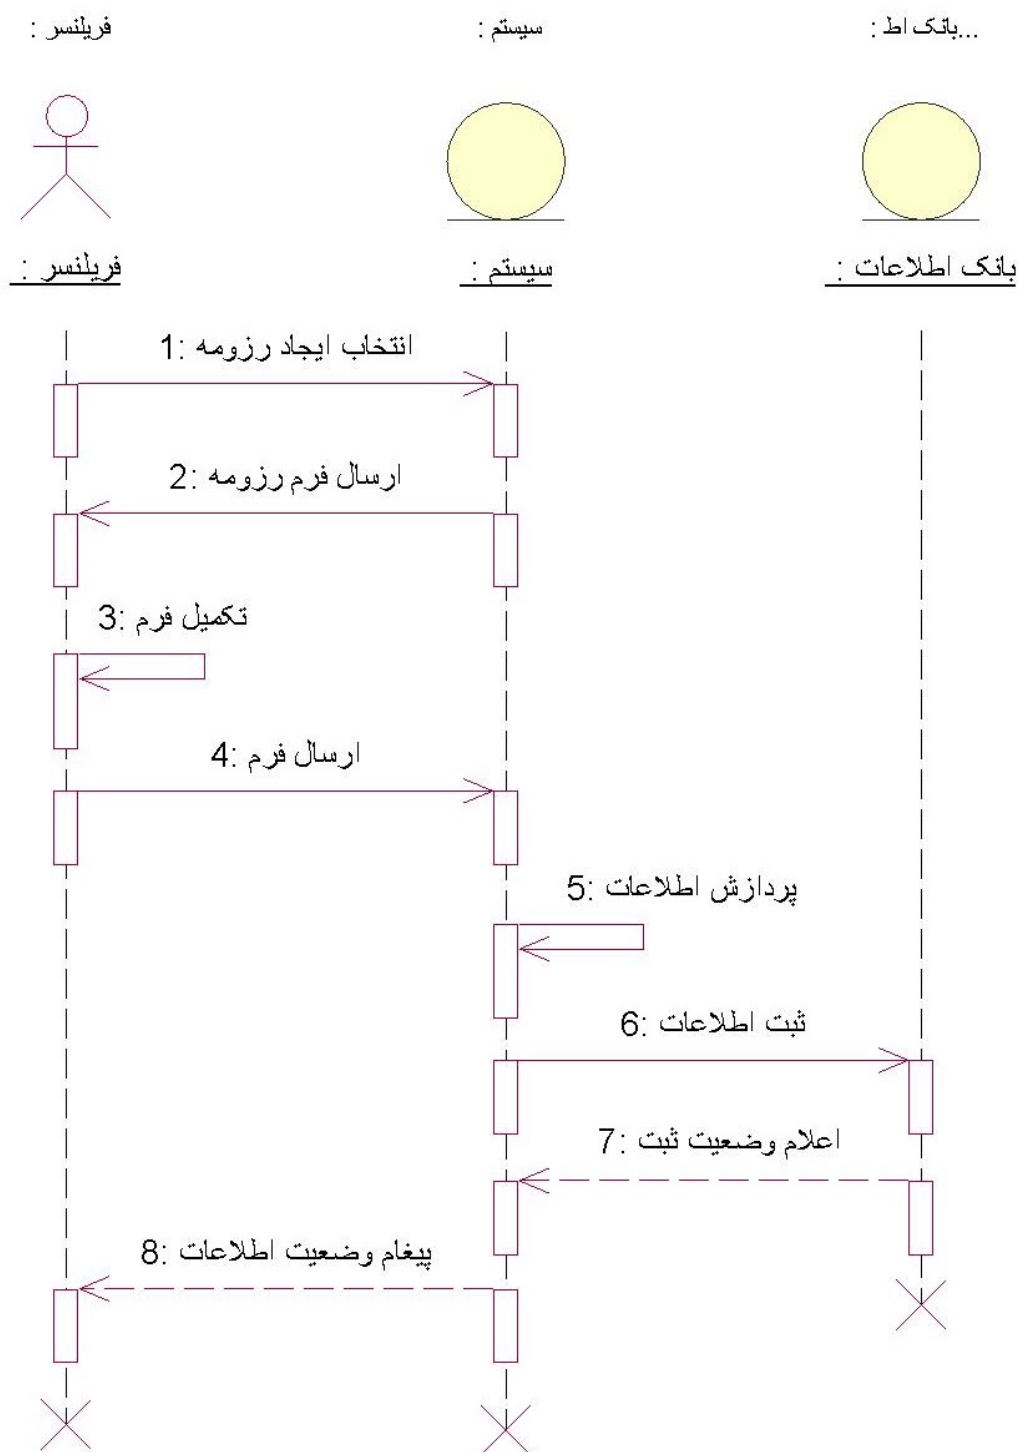 فریلنسر :
سیستم :
بانک اط... :
فریلنسر :
سیستم :
بانک اطلاعات :
1: انتخاب ایجاد رزومه
2: ارسال فرم رزومه
3: تکمیل فرم
4: ارسال فرم
5: پردازش اطلاعات
6: ثبت اطلاعات
7: اعلام وضعیت ثبت
8: پیغام وضعیت اطلاعات